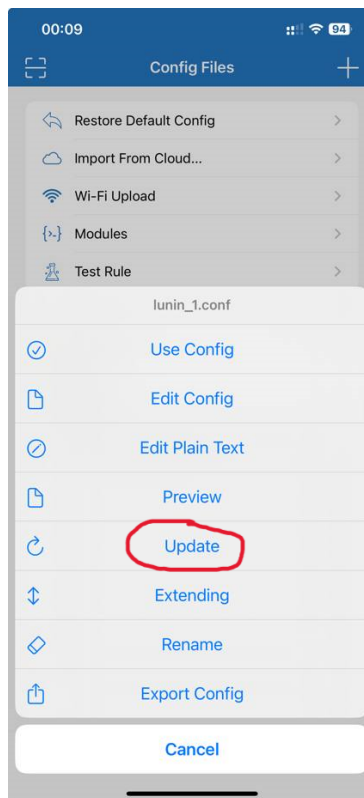 00:09
94
Config Files
Restore Default Config
Import From Cloud...
Wi-Fi Upload
Modules
Test Rule
lunin_1.conf
Use Config
Edit Config
Edit Plain Text
Preview
Update
Extending
Rename
Export Config
Cancel